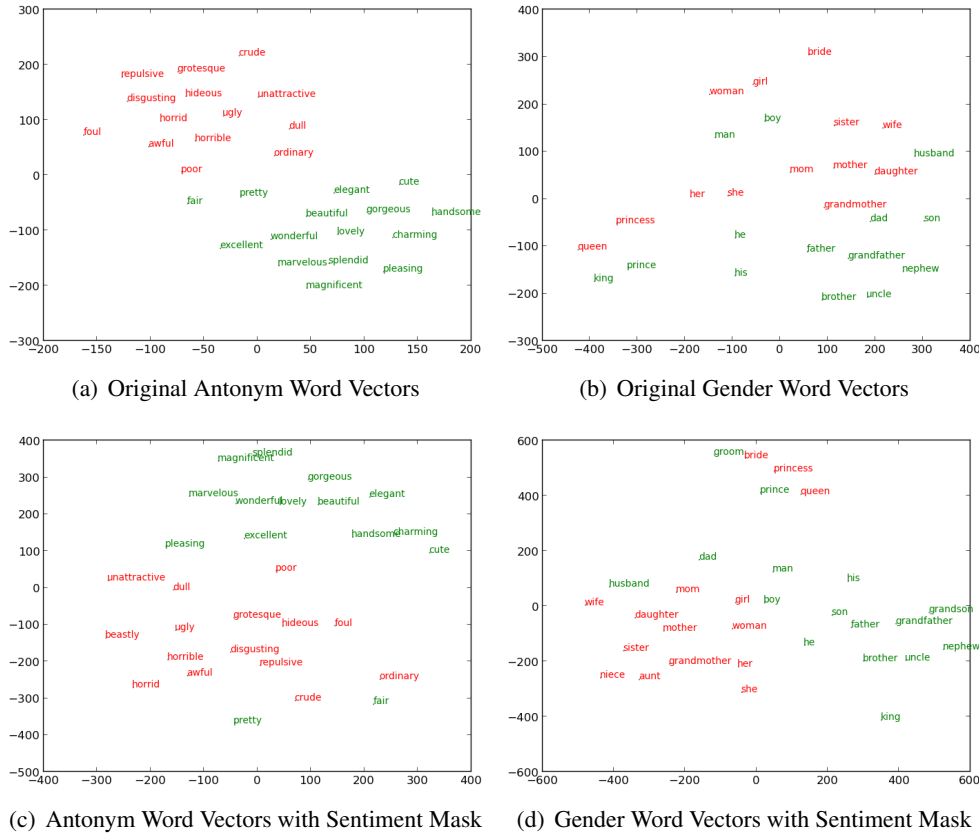 300
200
100
0
−100
−200
−300
−200 −150 −100 −50 0 50 100 150 200
crude
grotesque
repulsive
hideous
unattractive
disgusting
ugly
horrid
dull
foul
horrible
awful
ordinary
poor
cute
pretty
elegant
fair
gorgeous
beautiful
handsome
lovely
wonderful
charming
excellent
splendid
marvelous
pleasing
magnificent
(a) Original Antonym Word Vectors
400
300
200
100
0
−100
−200
−300
−500 −400 −300 −200 −100 0 100 200 300 400
bride
girl
woman
boy
sister
wife
man
husband
mother
mom
daughter
her
she
grandmother
princess
dad
son
he
queen
father
grandfather
prince
nephew
king
his
uncle
brother
(b) Original Gender Word Vectors
400
300
200
100
0
−100
−200
−300
−400
−500
−400 −300 −200 −100 0 100 200 300 400
splendid
magnificent
gorgeous
marvelous
elegant
wonderful
lovely
beautiful
charming
handsome
excellent
pleasing
cute
poor
unattractive
dull
grotesque
hideous
foul
ugly
beastly
disgusting
horrible
repulsive
awful
ordinary
horrid
crude
fair
pretty
(c) Antonym Word Vectors with Sentiment Mask
600
400
200
0
−200
−400
−600
−600 −400 −200 0 200 400 600
groom
bride
princess
prince
queen
dad
man
his
husband
mom
girl
boy
wife
grandson
son
daughter
grandfather
father
mother
woman
he
sister
nephew
uncle
brother
grandmother
her
niece
aunt
she
king
(d) Gender Word Vectors with Sentiment Mask